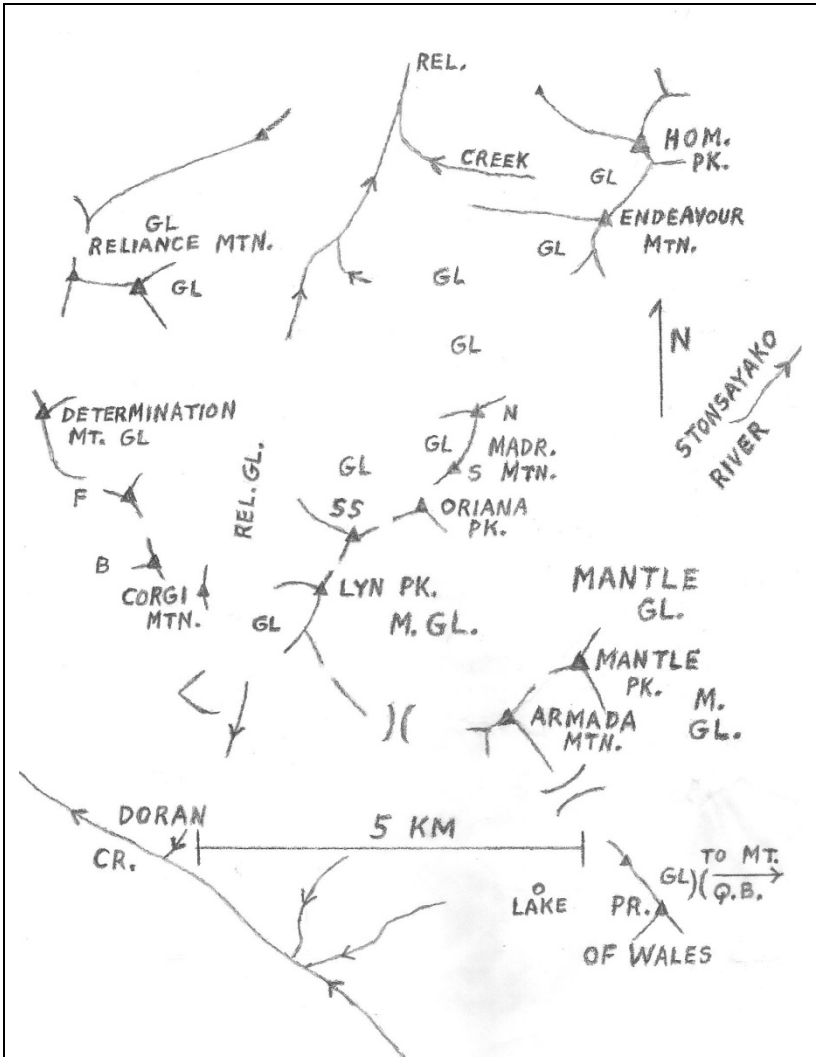 REL.
CREEK
HOM.
PK.
GL
GL
RELIANCE MTN.
ENDEAVOUR
MTN.
GL
GL
GL
GL
N
STONSAYAKO
RIVER
DETERMINATION
MT. GL
N
GL
MADR.
MTN.
S
REL. GL.
GL
F
SS
ORIANA
PK.
B
CORGI
MTN.
LYN PK.
GL
M. GL.
MANTLE
GL.
MANTLE
PK.
M.
GL.
ARMADA
MTN.
DORAN
CR.
5 KM
LAKE
PR.
OF WALES
GL
TO MT.
Q.B.